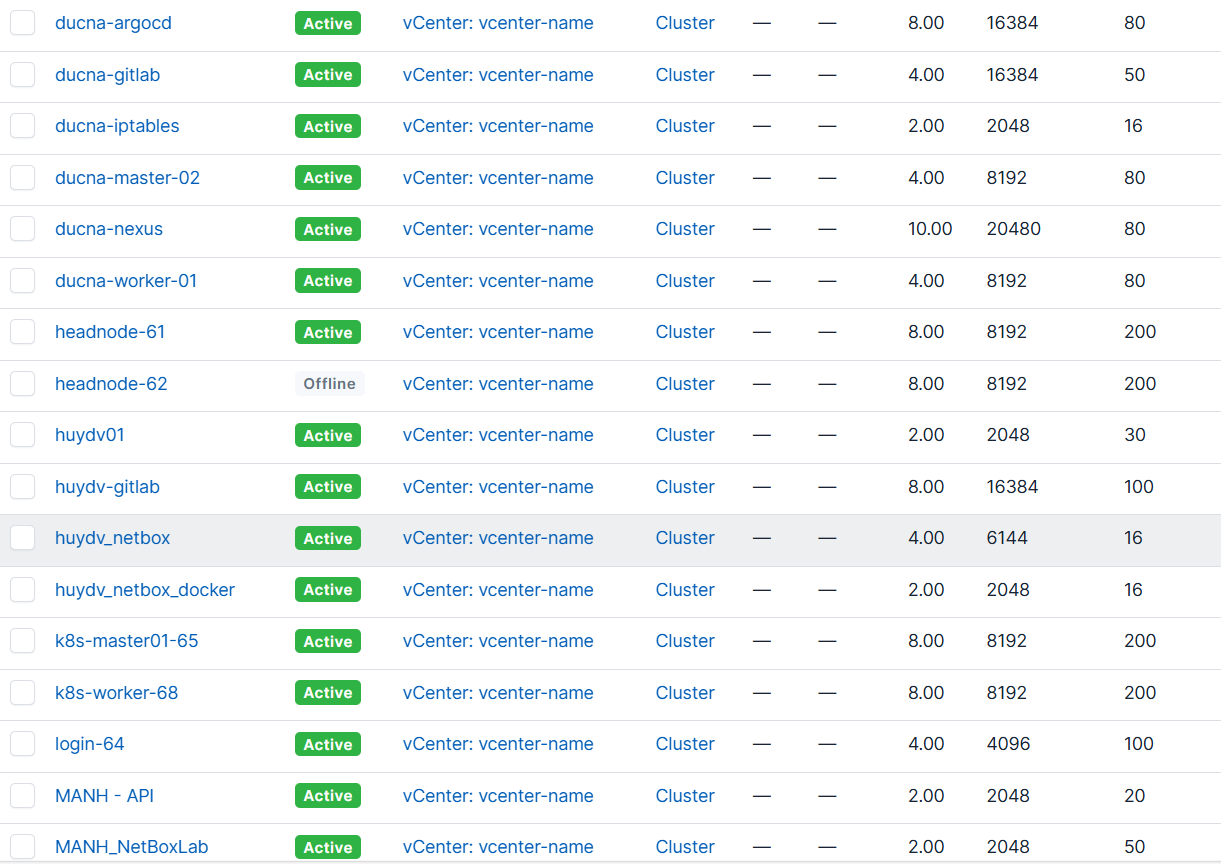 ducna-argocd Active vCenter: vcenter-name Cluster — — 8.00 16384 80
ducna-gitlab Active vCenter: vcenter-name Cluster — — 4.00 16384 50
ducna-iptables Active vCenter: vcenter-name Cluster — — 2.00 2048 16
ducna-master-02 Active vCenter: vcenter-name Cluster — — 4.00 8192 80
ducna-nexus Active vCenter: vcenter-name Cluster — — 10.00 20480 80
ducna-worker-01 Active vCenter: vcenter-name Cluster — — 4.00 8192 80
headnode-61 Active vCenter: vcenter-name Cluster — — 8.00 8192 200
headnode-62 Offline vCenter: vcenter-name Cluster — — 8.00 8192 200
huydv01 Active vCenter: vcenter-name Cluster — — 2.00 2048 30
huydv-gitlab Active vCenter: vcenter-name Cluster — — 8.00 16384 100
huydv_netbox Active vCenter: vcenter-name Cluster — — 4.00 6144 16
huydv_netbox_docker Active vCenter: vcenter-name Cluster — — 2.00 2048 16
k8s-master01-65 Active vCenter: vcenter-name Cluster — — 8.00 8192 200
k8s-worker-68 Active vCenter: vcenter-name Cluster — — 8.00 8192 200
login-64 Active vCenter: vcenter-name Cluster — — 4.00 4096 100
MANH - API Active vCenter: vcenter-name Cluster — — 2.00 2048 20
MANH_NetBoxLab Active vCenter: vcenter-name Cluster — — 2.00 2048 50